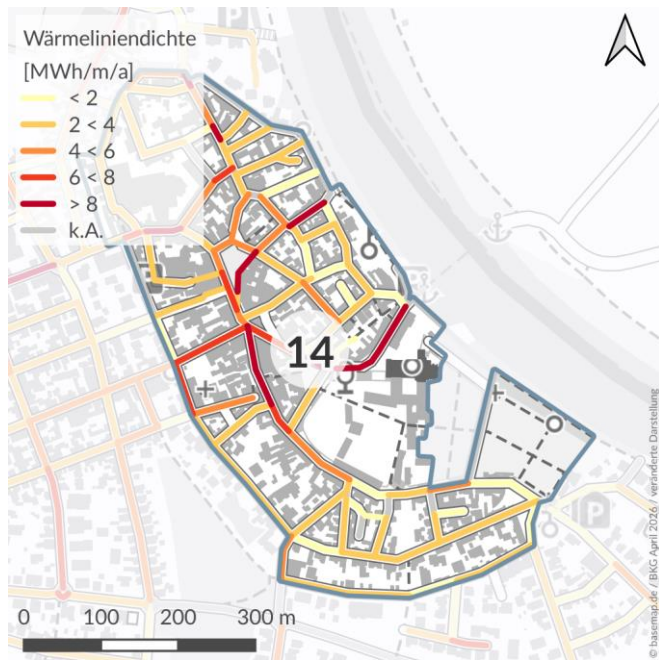 Wärmeliniendichte
[MWh/m/a]
< 2
2 < 4
4 < 6
6 < 8
> 8
k.A.
14
P
P
0 100 200 300 m
© basemap.de / BKG April 2026 / veränderte Darstellung